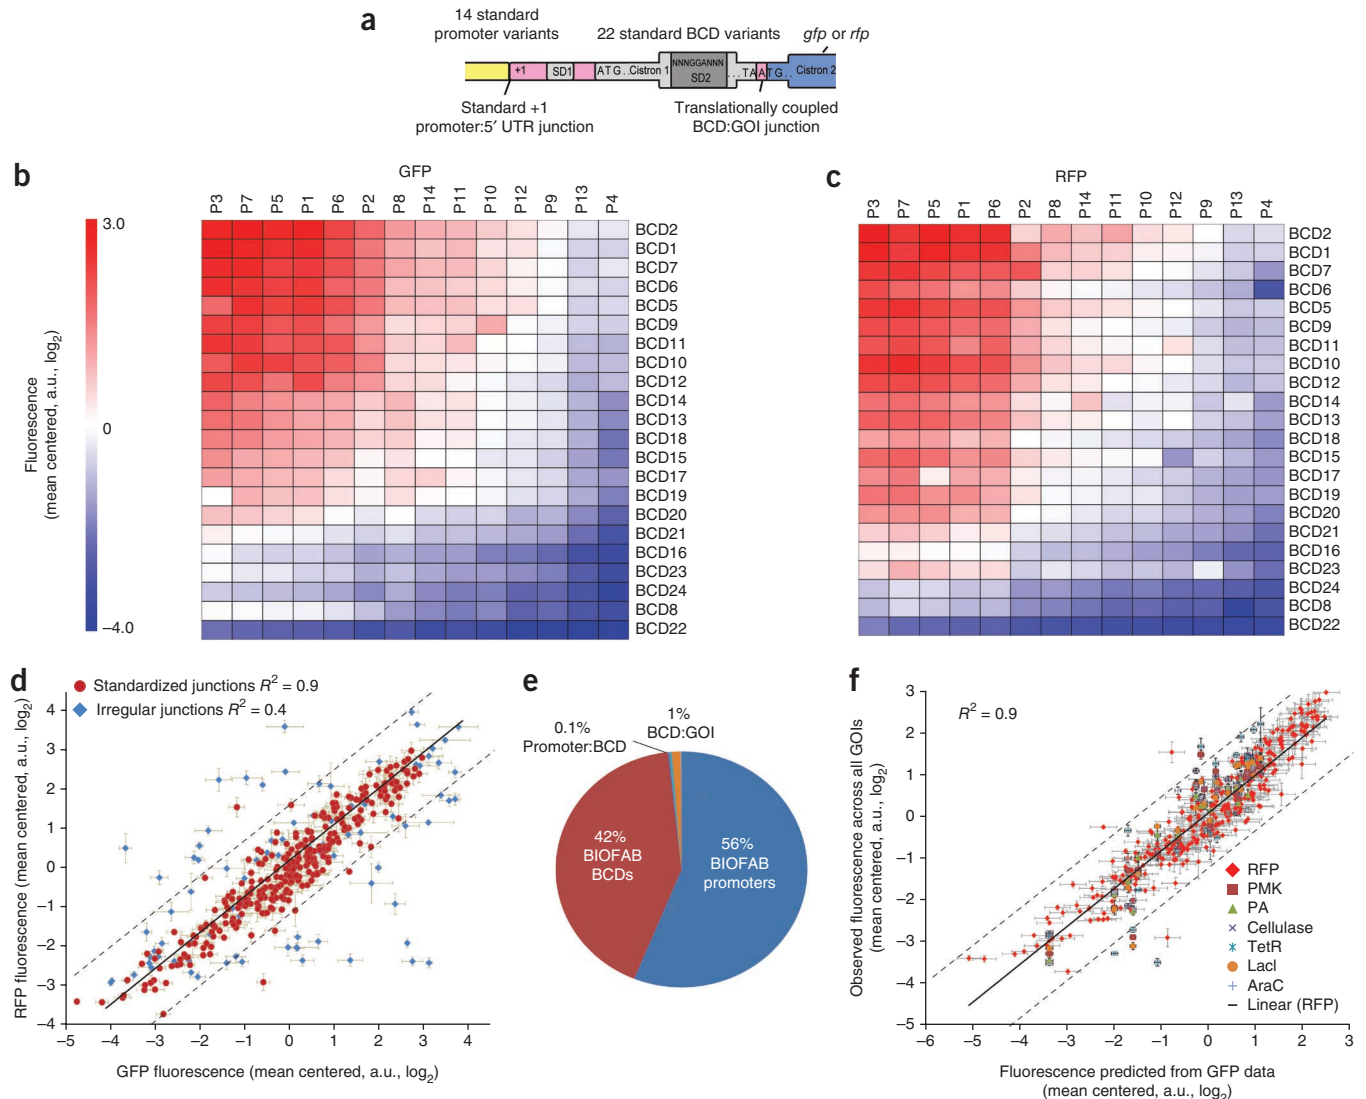 a
14 standard
promoter variants
22 standard BCD variants
gfp or rfp
+1
SD1
ATG..Cistron 1
NNNGGANNN
SD2
...TAATG..
Cistron 2
Standard +1
promoter:5′ UTR junction
Translationally coupled
BCD:GOI junction
b
GFP
P3 P7 P5 P1 P6 P2 P8 P14 P11 P10 P12 P9 P13 P4
3.0
0
–4.0
Fluorescence
(mean centered, a.u., log2)
BCD2
BCD1
BCD7
BCD6
BCD5
BCD9
BCD11
BCD10
BCD12
BCD14
BCD13
BCD18
BCD15
BCD17
BCD19
BCD20
BCD21
BCD16
BCD23
BCD24
BCD8
BCD22
c
RFP
P3 P7 P5 P1 P6 P2 P8 P14 P11 P10 P12 P9 P13 P4
BCD2
BCD1
BCD7
BCD6
BCD5
BCD9
BCD11
BCD10
BCD12
BCD14
BCD13
BCD18
BCD15
BCD17
BCD19
BCD20
BCD21
BCD16
BCD23
BCD24
BCD8
BCD22
d
Standardized junctions R² = 0.9
Irregular junctions R² = 0.4
RFP fluorescence (mean centered, a.u., log2)
4
3
2
1
0
–1
–2
–3
–4
–5 –4 –3 –2 –1 0 1 2 3 4
GFP fluorescence (mean centered, a.u., log2)
e
0.1%
Promoter:BCD
1%
BCD:GOI
42%
BIOFAB
BCDs
56%
BIOFAB
promoters
f
R² = 0.9
Observed fluorescence across all GOIs
(mean centered, a.u., log2)
3
2
1
0
–1
–2
–3
–4
–5
–6 –5 –4 –3 –2 –1 0 1 2 3
RFP
PMK
PA
Cellulase
TetR
LacI
AraC
Linear (RFP)
Fluorescence predicted from GFP data
(mean centered, a.u., log2)